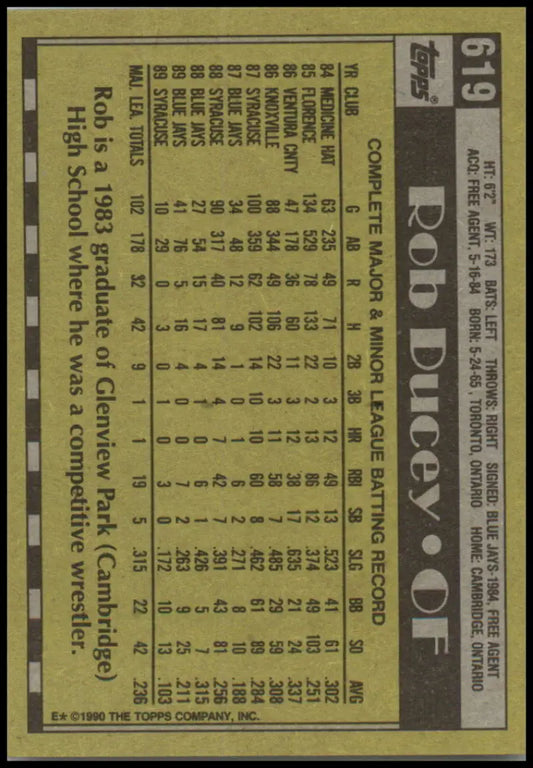 619
HT: 6'2" WT: 173 BATS: LEFT THROWS: RIGHT SIGNED: BLUE JAYS-1984, FREE AGENT
ACQ: FREE AGENT, 5-16-84 BORN: 5-24-65, TORONTO, ONTARIO HOME: CAMBRIDGE, ONTARIO
topps® Rob Ducey • OF
COMPLETE MAJOR & MINOR LEAGUE BATTING RECORD
YR CLUB G AB R H 2B 3B HR RBI SB SLG BB SO AVG
84 MEDICINE HAT 63 235 49 71 10 3 12 49 13 .523 41 61 .302
85 FLORENCE 134 529 78 133 22 2 13 86 12 .374 49 103 .251
86 VENTURA CNTY 47 178 36 60 11 3 12 38 17 .635 21 24 .337
86 KNOXVILLE 88 344 49 106 22 3 11 58 7 .485 29 59 .308
87 SYRACUSE 100 359 62 102 14 10 10 60 8 .462 61 89 .284
87 BLUE JAYS 34 48 12 9 1 0 1 6 2 .271 8 10 .188
88 SYRACUSE 90 317 40 81 14 4 7 42 7 .391 43 81 .256
88 BLUE JAYS 27 54 15 17 4 1 0 6 1 .426 5 7 .315
89 BLUE JAYS 41 76 5 16 4 0 0 7 2 .263 9 25 .211
89 SYRACUSE 10 29 0 3 0 1 0 3 0 .172 10 13 .103
MAJ. LEA. TOTALS 102 178 32 42 9 1 1 19 5 .315 22 42 .236
Rob is a 1983 graduate of Glenview Park (Cambridge)
High School where he was a competitive wrestler.
E* ©1990 THE TOPPS COMPANY, INC.